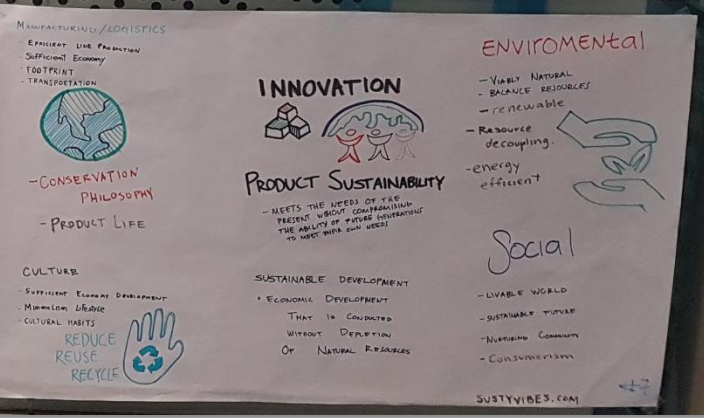 MANUFACTURING/LOGISTICS
- EFFICIENT LINE PRODUCTION
- Sufficient Economy
- FOOTPRINT
- TRANSPORTATION
- CONSERVATION
PHILOSOPHY
- PRODUCT LIFE
CULTURE
- Sufficient Economy Development
- Minimalism Lifestyle
- CULTURAL HABITS
REDUCE
REUSE
RECYCLE
INNOVATION
PRODUCT SUSTAINABILITY
- MEETS THE NEEDS OF THE
PRESENT WITHOUT COMPROMISING
THE ABILITY OF FUTURE GENERATIONS
TO MEET THEIR OWN NEEDS
SUSTAINABLE DEVELOPMENT
• ECONOMIC DEVELOPMENT
THAT IS CONDUCTED
WITHOUT DEPLETION
OF NATURAL RESOURCES
ENVIROMENtal
- VIABLY NATURAL
- BALANCE RESOURCES
- renewable
- Resource
decoupling.
- energy
efficient
Social
- LIVABLE WORLD
- SUSTAINABLE FUTURE
- NURTURING COMMUNITY
- Consumerism
SUSTYVIBES.COM
#7